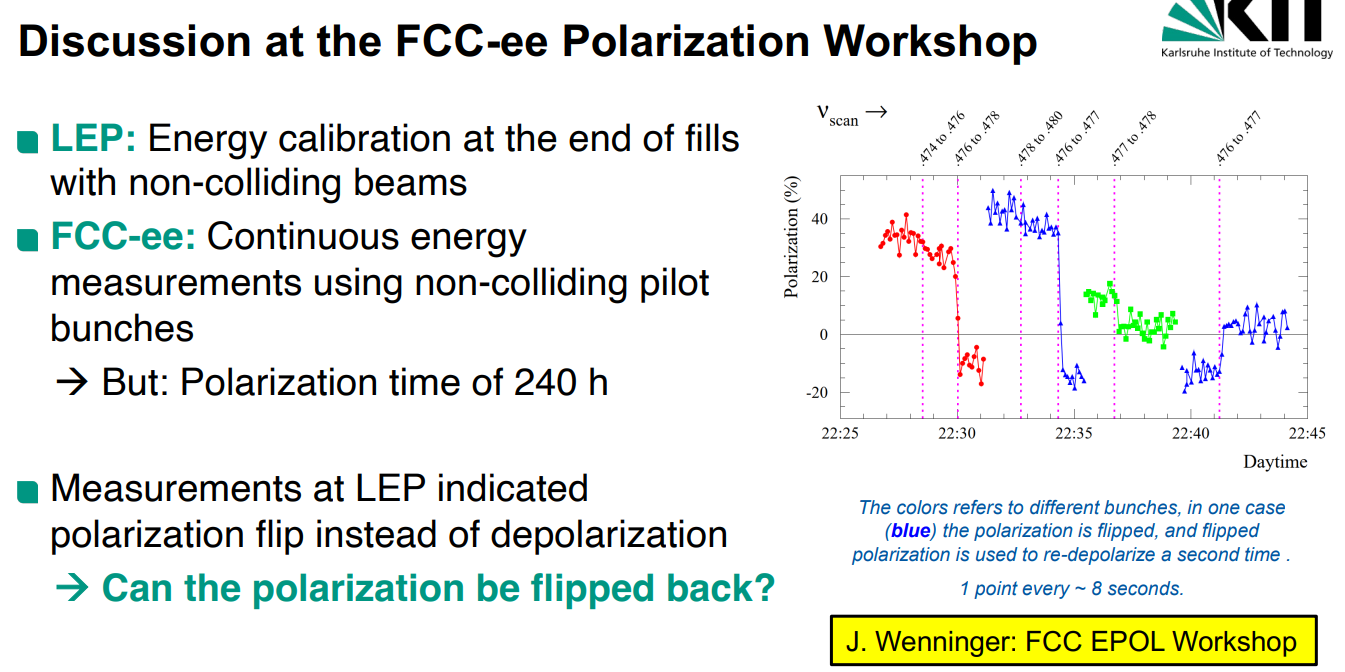 Discussion at the FCC-ee Polarization Workshop
KIT
Karlsruhe Institute of Technology
LEP: Energy calibration at the end of fills
with non-colliding beams
FCC-ee: Continuous energy
measurements using non-colliding pilot
bunches
→ But: Polarization time of 240 h
Measurements at LEP indicated
polarization flip instead of depolarization
→ Can the polarization be flipped back?
νscan →
.474 to .476
.476 to .478
.478 to .480
.476 to .477
.477 to .478
.476 to .477
Polarization (%)
40
20
0
-20
22:25
22:30
22:35
22:40
22:45
Daytime
The colors refers to different bunches, in one case
(blue) the polarization is flipped, and flipped
polarization is used to re-depolarize a second time .
1 point every ~ 8 seconds.
J. Wenninger: FCC EPOL Workshop